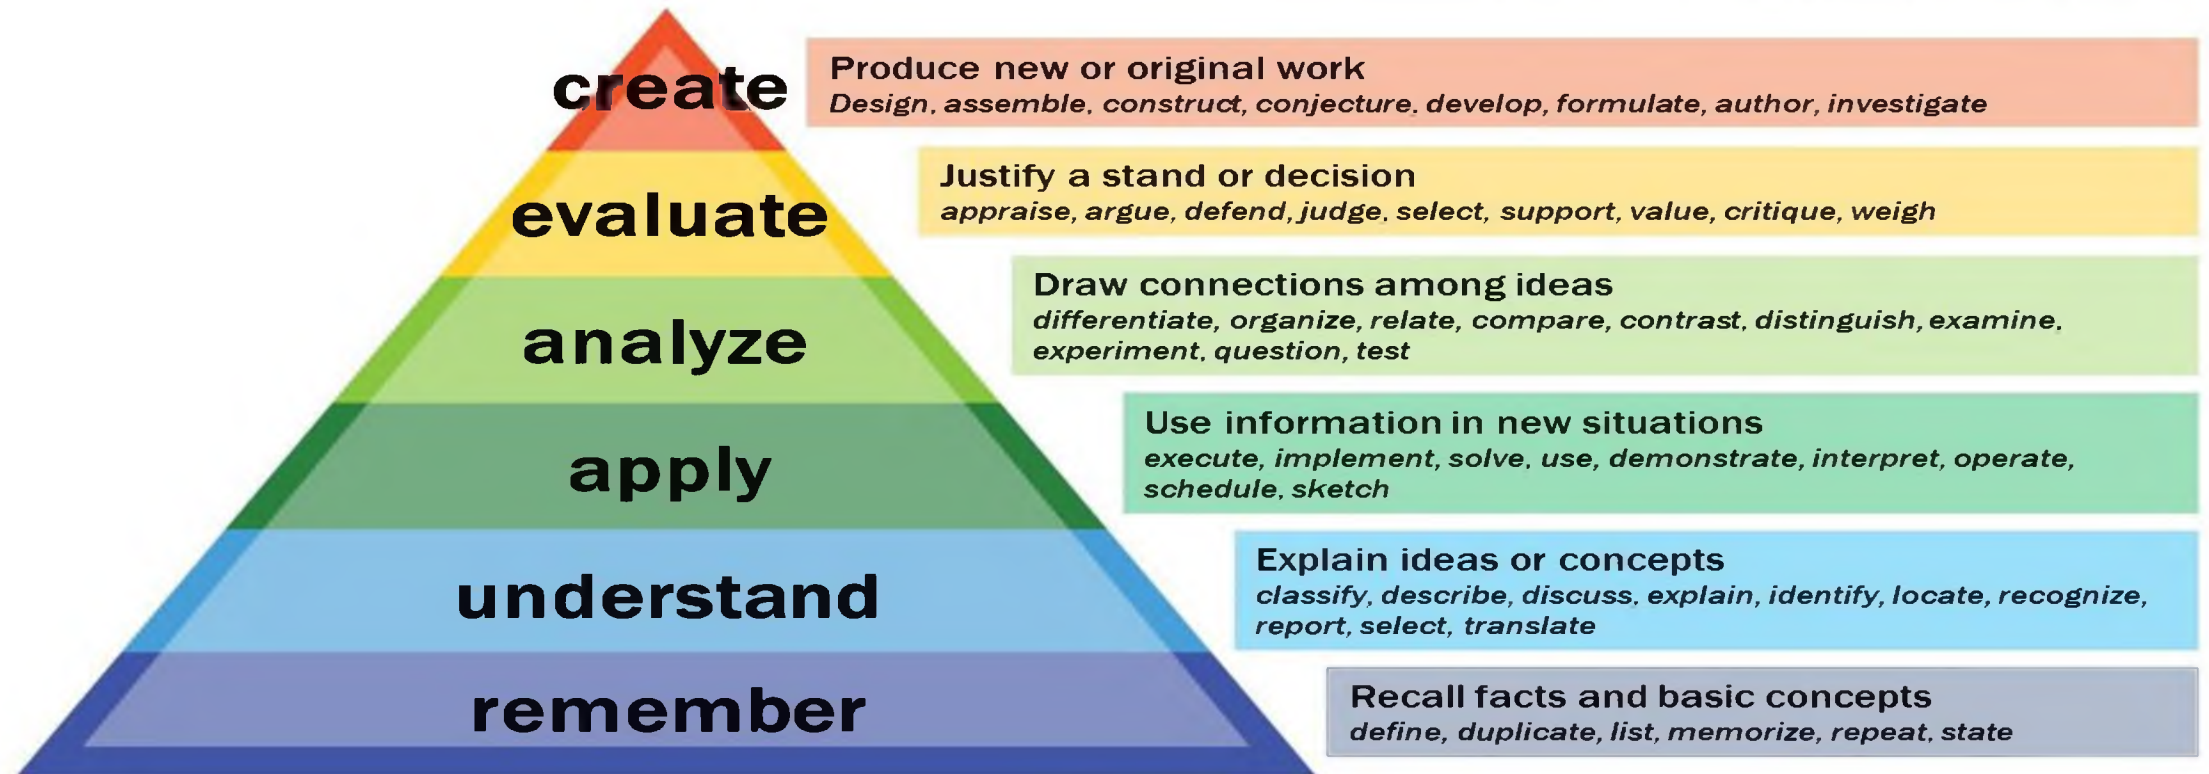 create
Produce new or original work
Design, assemble, construct, conjecture, develop, formulate, author, investigate
evaluate
Justify a stand or decision
appraise, argue, defend, judge, select, support, value, critique, weigh
analyze
Draw connections among ideas
differentiate, organize, relate, compare, contrast, distinguish, examine,
experiment, question, test
apply
Use information in new situations
execute, implement, solve, use, demonstrate, interpret, operate,
schedule, sketch
understand
Explain ideas or concepts
classify, describe, discuss, explain, identify, locate, recognize,
report, select, translate
remember
Recall facts and basic concepts
define, duplicate, list, memorize, repeat, state